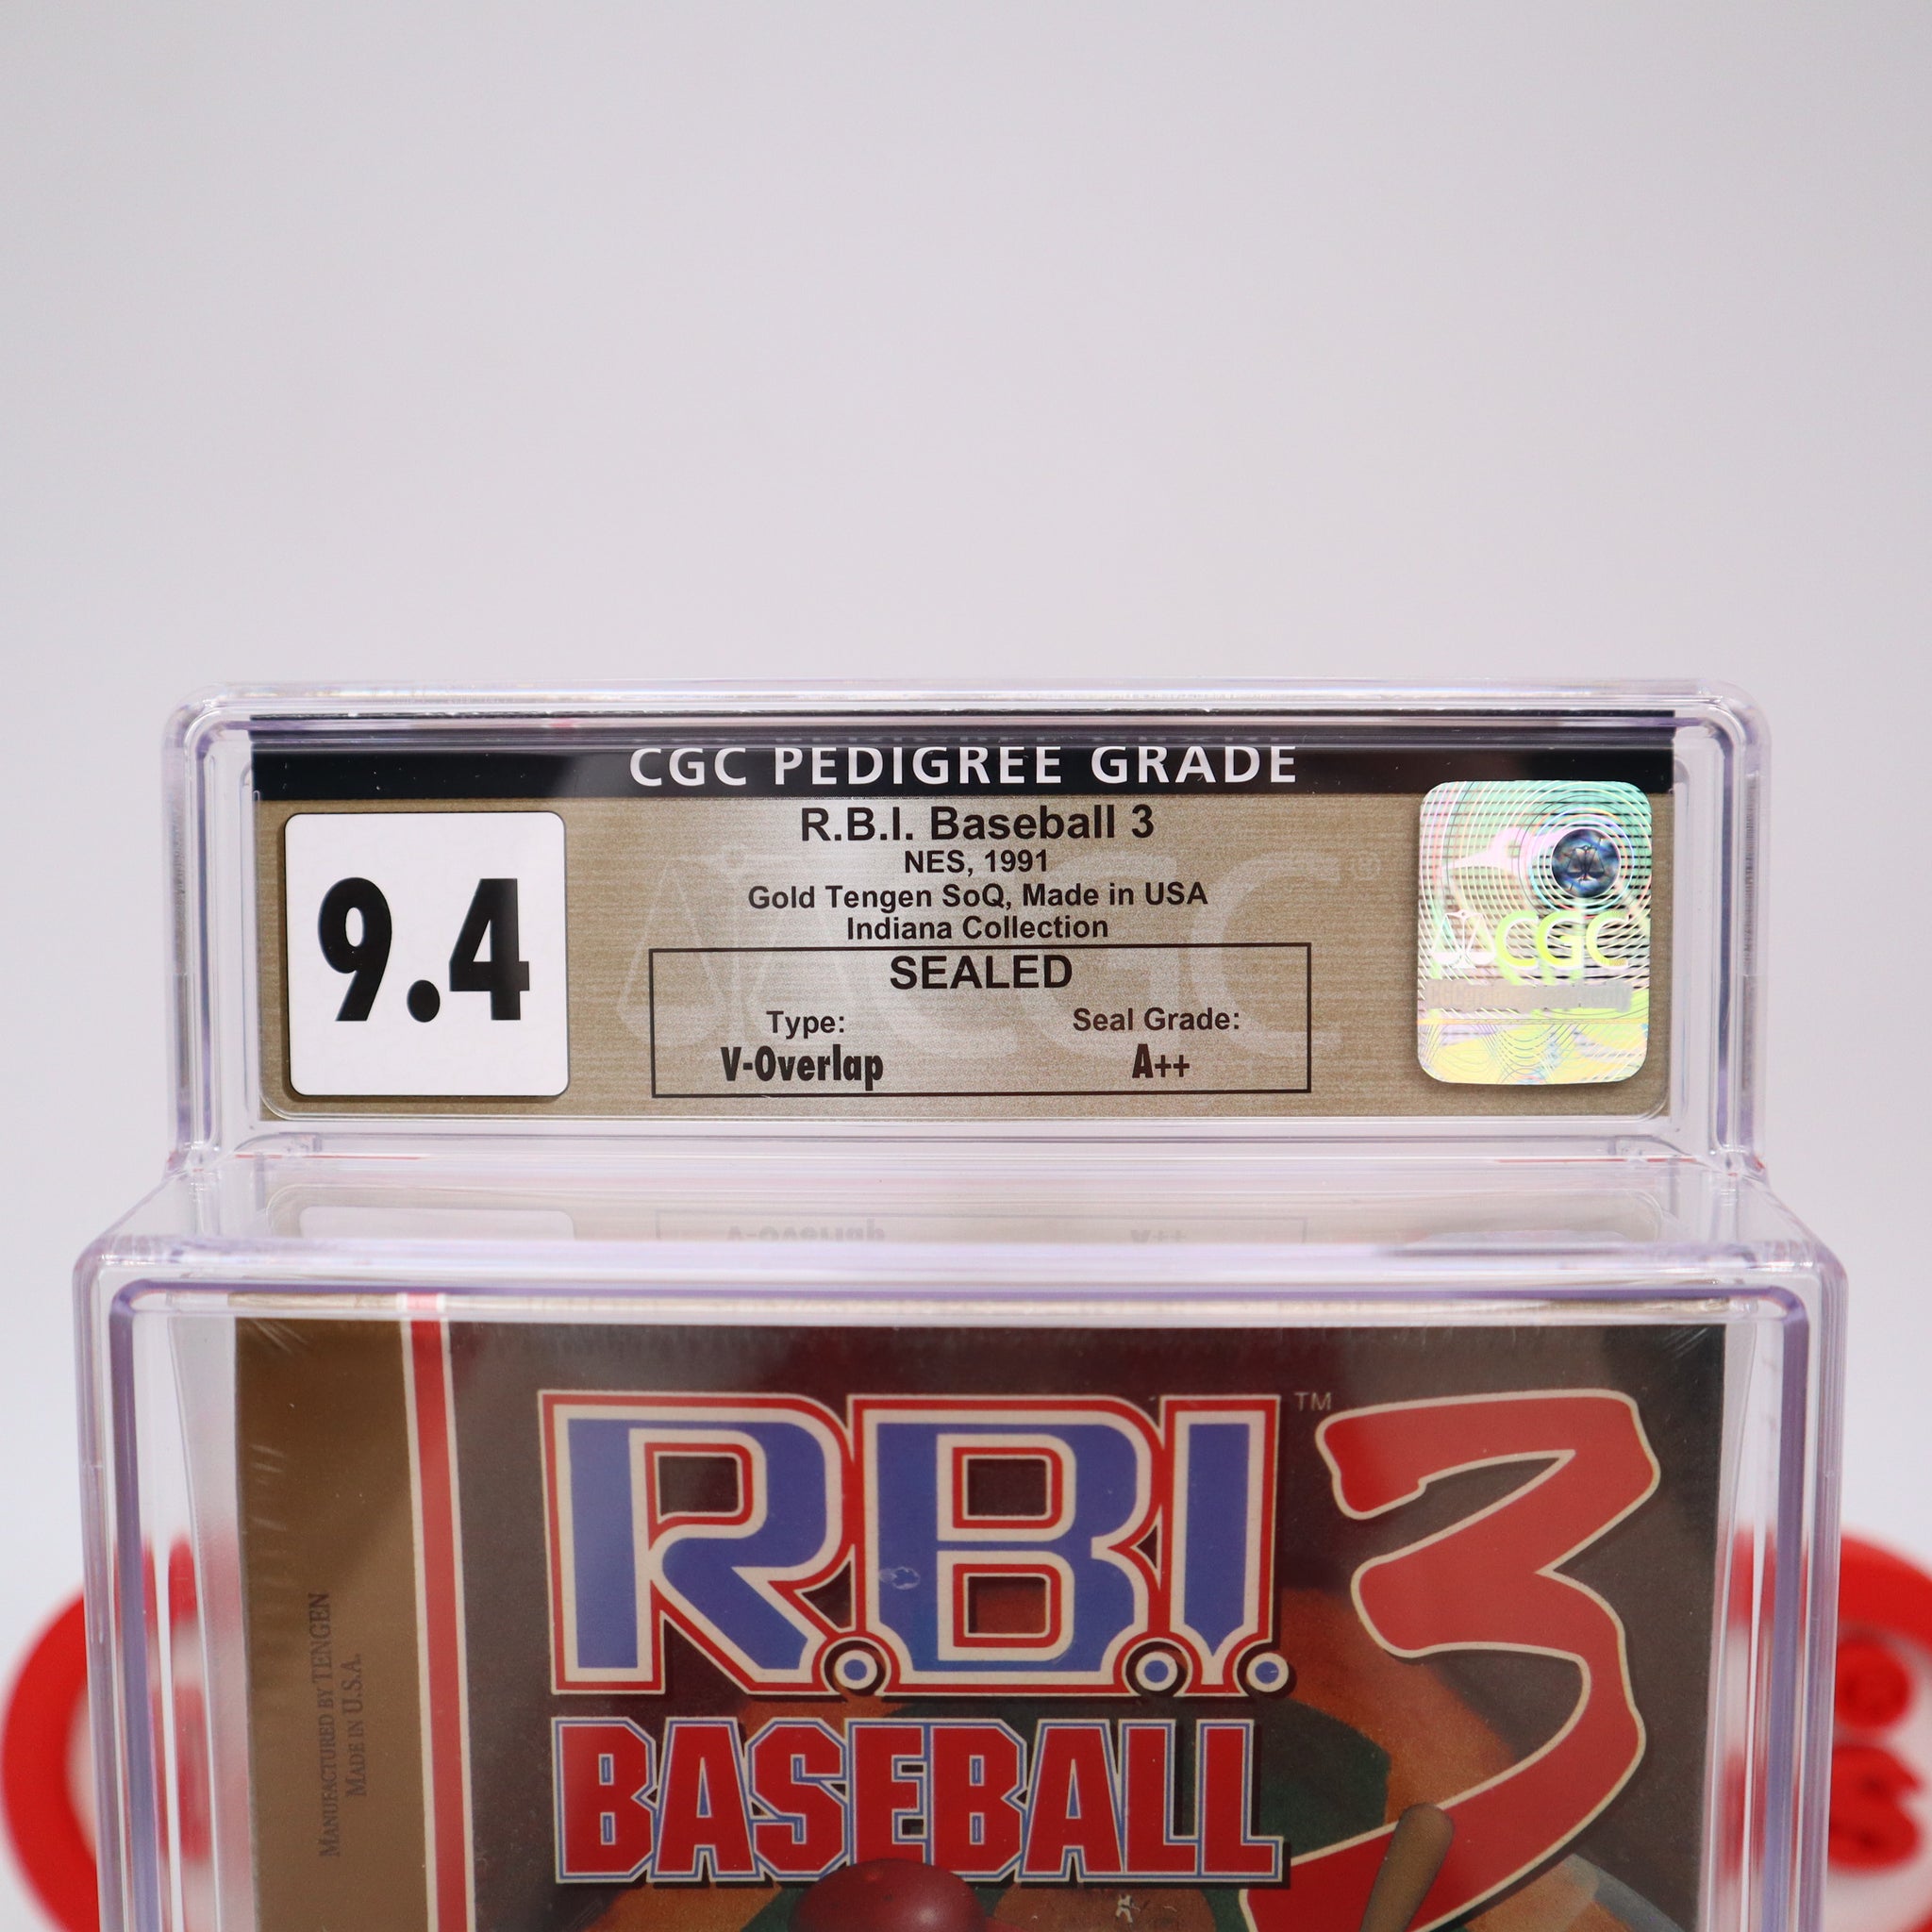 CGC PEDIGREE GRADE
R.B.I. Baseball 3
NES, 1991
Gold Tengen SoQ, Made in USA
Indiana Collection
9.4
SEALED
Type:
V-Overlap
Seal Grade:
A++
CGC
R.B.I. 3
TM
BASEBALL
MANUFACTURED BY TENGEN
MADE IN U.S.A.